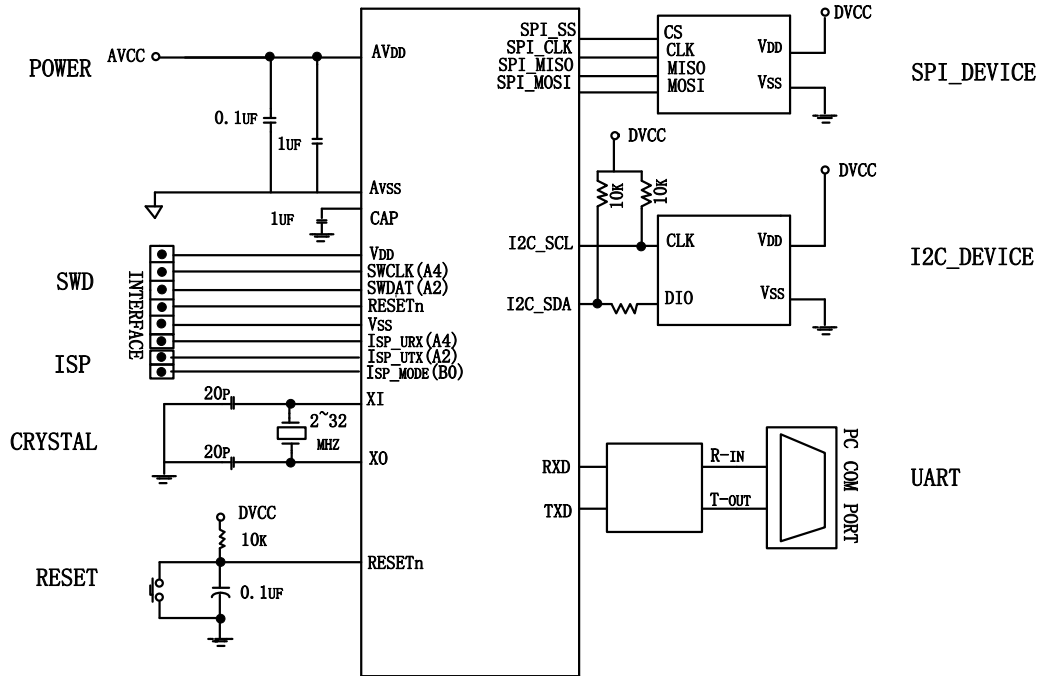 POWER
AVCC
AVDD
0.1UF
1UF
AVSS
1UF
CAP
SWD
INTERFACE
VDD
SWCLK(A4)
SWDAT(A2)
RESETn
VSS
ISP
ISP_URX(A4)
ISP_UTX(A2)
ISP_MODE(B0)
CRYSTAL
20P
XI
2~32
MHZ
20P
XO
RESET
DVCC
10K
RESETn
0.1UF
SPI_SS
SPI_CLK
SPI_MISO
SPI_MOSI
CS
CLK
MISO
MOSI
VDD
VSS
DVCC
SPI_DEVICE
DVCC
10K
10K
I2C_SCL
I2C_SDA
CLK
DIO
VDD
VSS
DVCC
I2C_DEVICE
RXD
TXD
R-IN
T-OUT
PC COM PORT
UART